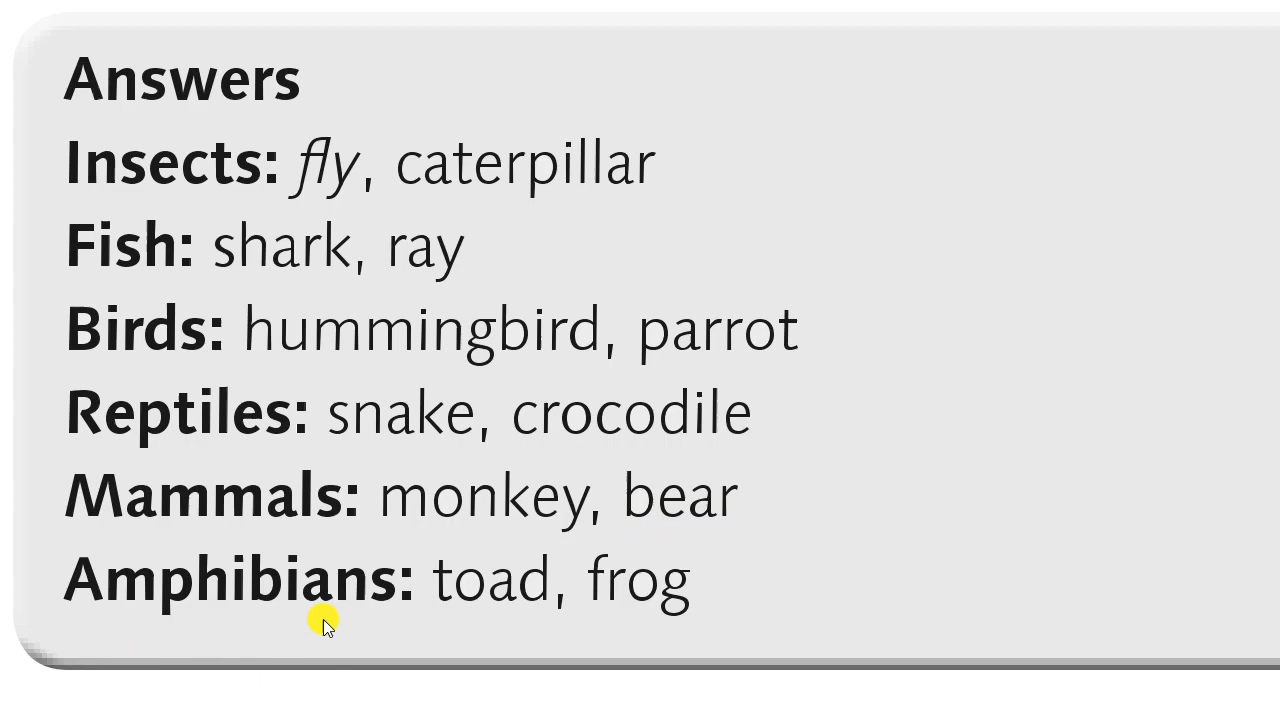 Answers
Insects: fly, caterpillar
Fish: shark, ray
Birds: hummingbird, parrot
Reptiles: snake, crocodile
Mammals: monkey, bear
Amphibians: toad, frog